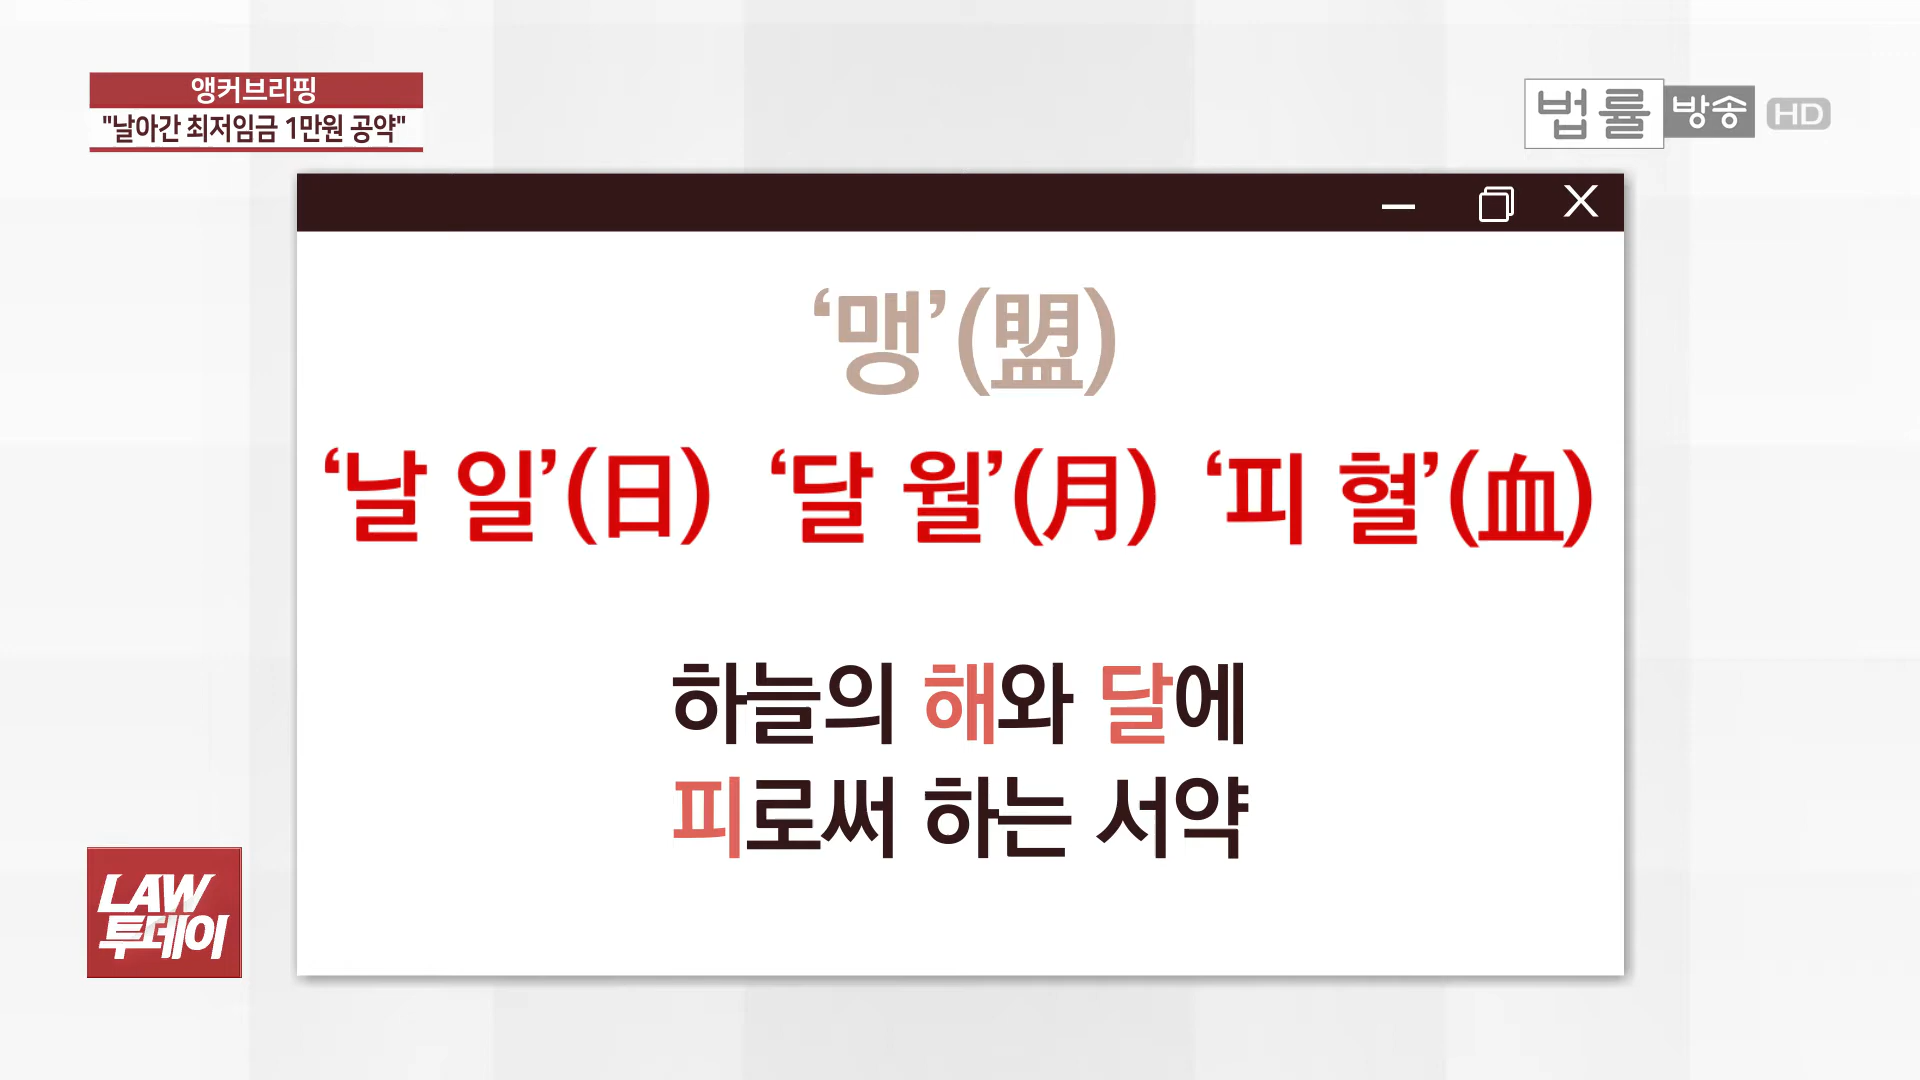 앵커브리핑
"날아간 최저임금 1만원 공약"
법률방송 HD
‘맹’(盟)
‘날 일’(日) ‘달 월’(月) ‘피 혈’(血)
하늘의 해와 달에
피로써 하는 서약
LAW
투데이